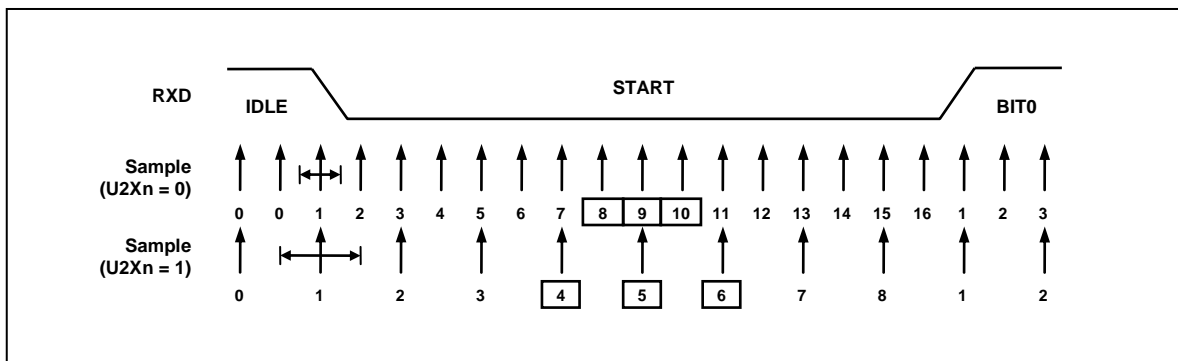 RXD
IDLE
START
BIT0
Sample
(U2Xn = 0)
0 0 1 2 3 4 5 6 7 8 9 10 11 12 13 14 15 16 1 2 3
Sample
(U2Xn = 1)
0 1 2 3 4 5 6 7 8 1 2